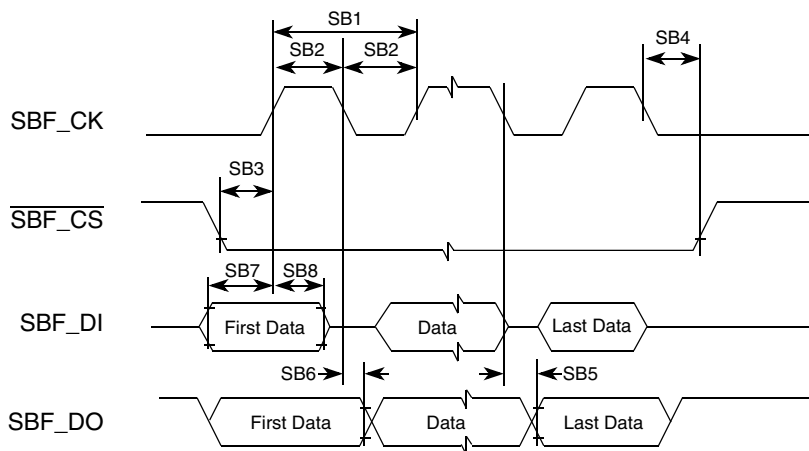 SB1
SB2 SB2 SB4
SBF_CK
SB3
SBF_CS
SB7 SB8
SBF_DI First Data Data Last Data
SB6 SB5
SBF_DO First Data Data Last Data